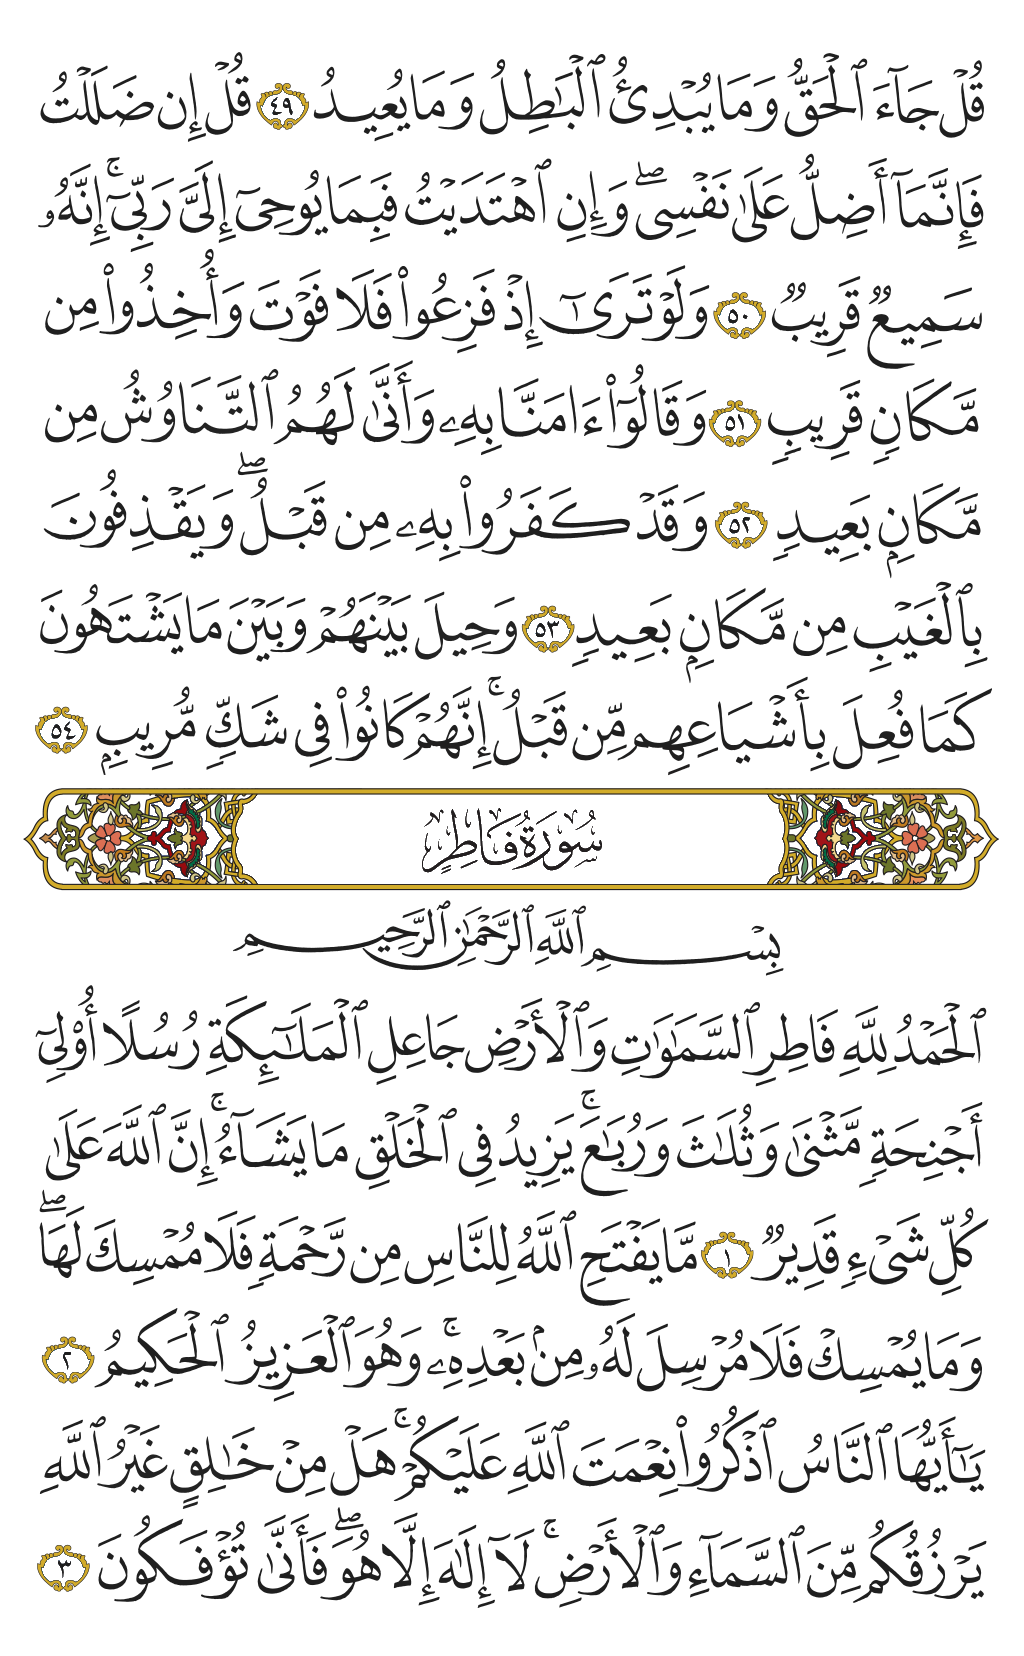 قُلْ جَآءَ ٱلْحَقُّ وَمَا يُبْدِئُ ٱلْبَٰطِلُ وَمَا يُعِيدُ ٤٩ قُلْ إِن ضَلَلْتُ
فَإِنَّمَآ أَضِلُّ عَلَىٰ نَفْسِىۖ وَإِنِ ٱهْتَدَيْتُ فَبِمَا يُوحِىٓ إِلَىَّ رَبِّىٓۚ إِنَّهُۥ
سَمِيعٌ قَرِيبٌ ٥٠ وَلَوْ تَرَىٰٓ إِذْ فَزِعُوا۟ فَلَا فَوْتَ وَأُخِذُوا۟ مِن
مَّكَانٍ قَرِيبٍ ٥١ وَقَالُوٓا۟ ءَامَنَّا بِهِۦ وَأَنَّىٰ لَهُمُ ٱلتَّنَاوُشُ مِن
مَّكَانٍۭ بَعِيدٍ ٥٢ وَقَدْ كَفَرُوا۟ بِهِۦ مِن قَبْلُۖ وَيَقْذِفُونَ
بِٱلْغَيْبِ مِن مَّكَانٍۭ بَعِيدٍ ٥٣ وَحِيلَ بَيْنَهُمْ وَبَيْنَ مَا يَشْتَهُونَ
كَمَا فُعِلَ بِأَشْيَاعِهِم مِّن قَبْلُۚ إِنَّهُمْ كَانُوا۟ فِى شَكٍّ مُّرِيبٍۭ ٥٤
سُورَةُ فَاطِرٍ
بِسْمِ ٱللَّهِ ٱلرَّحْمَٰنِ ٱلرَّحِيمِ
ٱلْحَمْدُ لِلَّهِ فَاطِرِ ٱلسَّمَٰوَٰتِ وَٱلْأَرْضِ جَاعِلِ ٱلْمَلَٰٓئِكَةِ رُسُلًا أُو۟لِىٓ
أَجْنِحَةٍ مَّثْنَىٰ وَثُلَٰثَ وَرُبَٰعَۚ يَزِيدُ فِى ٱلْخَلْقِ مَا يَشَآءُۚ إِنَّ ٱللَّهَ عَلَىٰ
كُلِّ شَىْءٍ قَدِيرٌ ١ مَّا يَفْتَحِ ٱللَّهُ لِلنَّاسِ مِن رَّحْمَةٍ فَلَا مُمْسِكَ لَهَاۖ
وَمَا يُمْسِكْ فَلَا مُرْسِلَ لَهُۥ مِنۢ بَعْدِهِۦۚ وَهُوَ ٱلْعَزِيزُ ٱلْحَكِيمُ ٢
يَٰٓأَيُّهَا ٱلنَّاسُ ٱذْكُرُوا۟ نِعْمَتَ ٱللَّهِ عَلَيْكُمْۚ هَلْ مِنْ خَٰلِقٍ غَيْرُ ٱللَّهِ
يَرْزُقُكُم مِّنَ ٱلسَّمَآءِ وَٱلْأَرْضِۚ لَآ إِلَٰهَ إِلَّا هُوَۖ فَأَنَّىٰ تُؤْفَكُونَ ٣